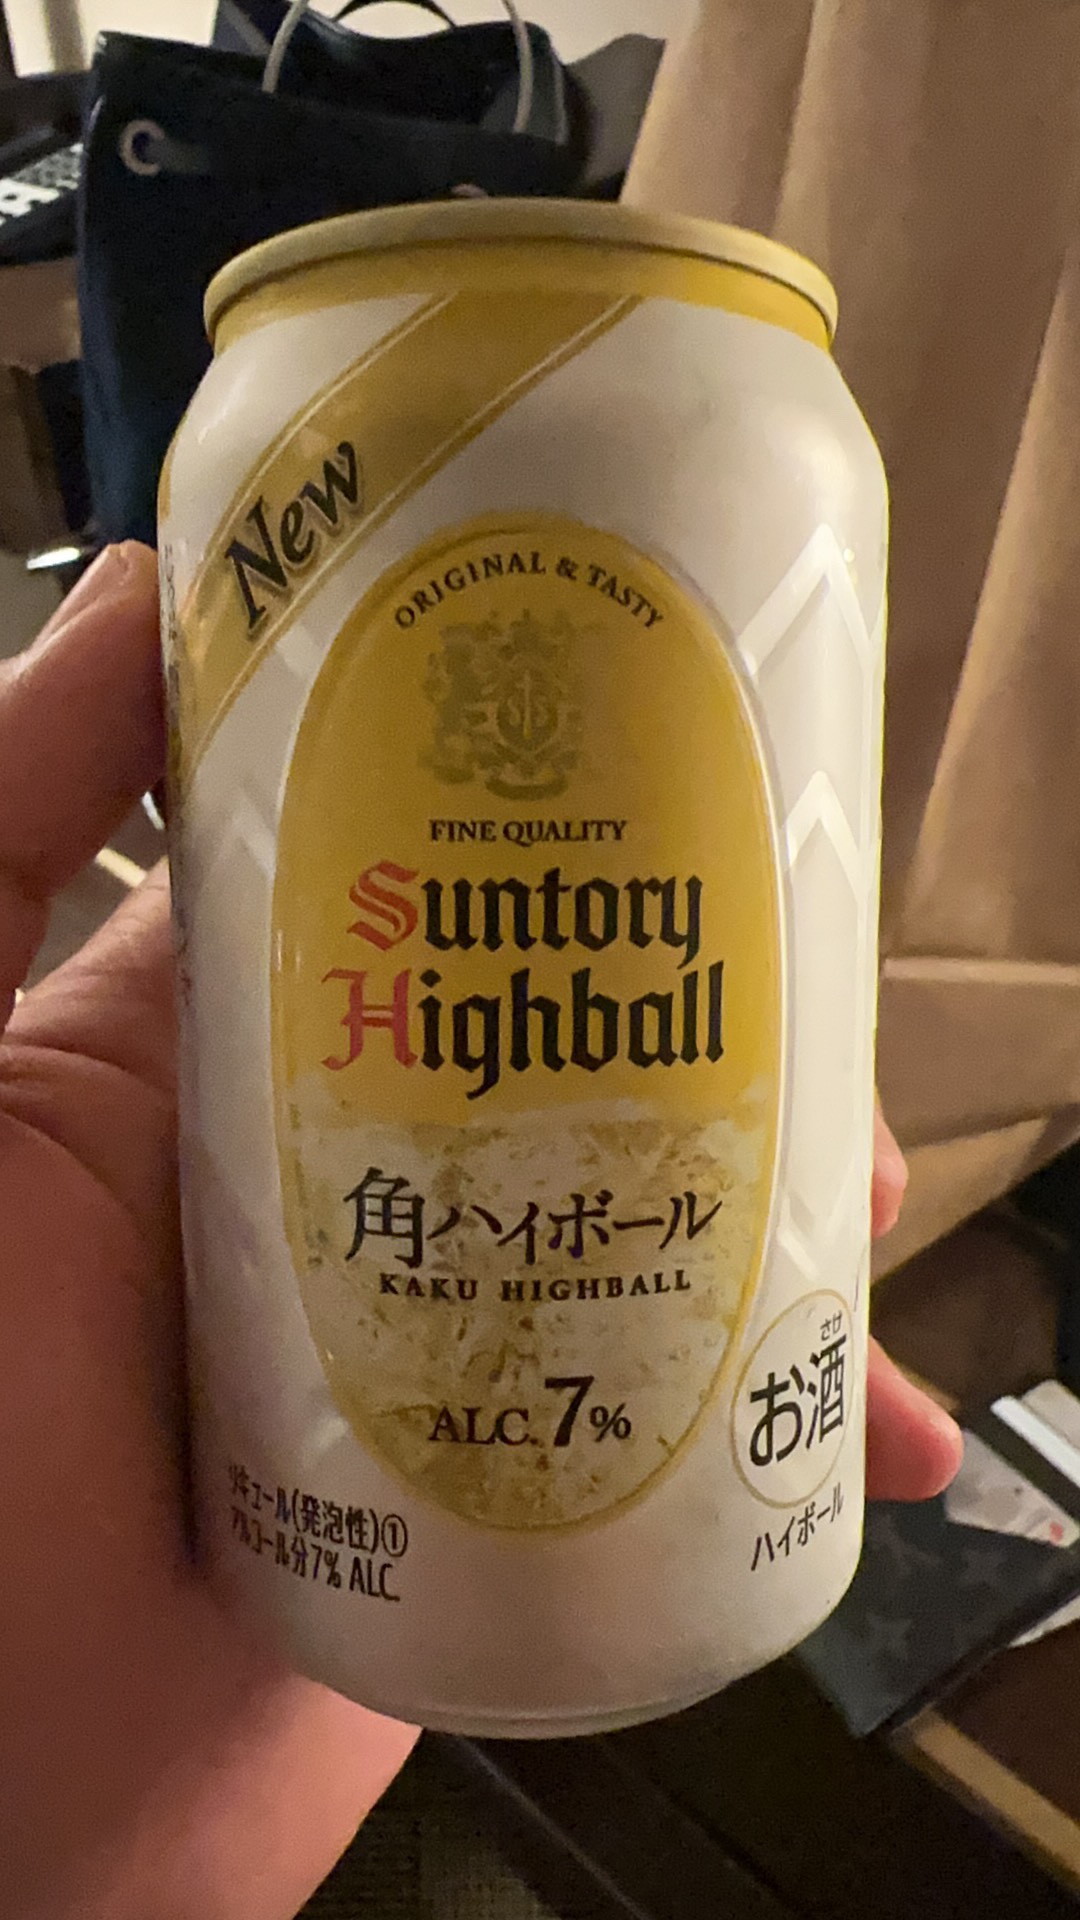 New
ORIGINAL & TASTY
FINE QUALITY
Suntory
Highball
角ハイボール
KAKU HIGHBALL
ALC.7%
さけ
お酒
ハイボール
リキュール(発泡性)①
アルコール分7% ALC.